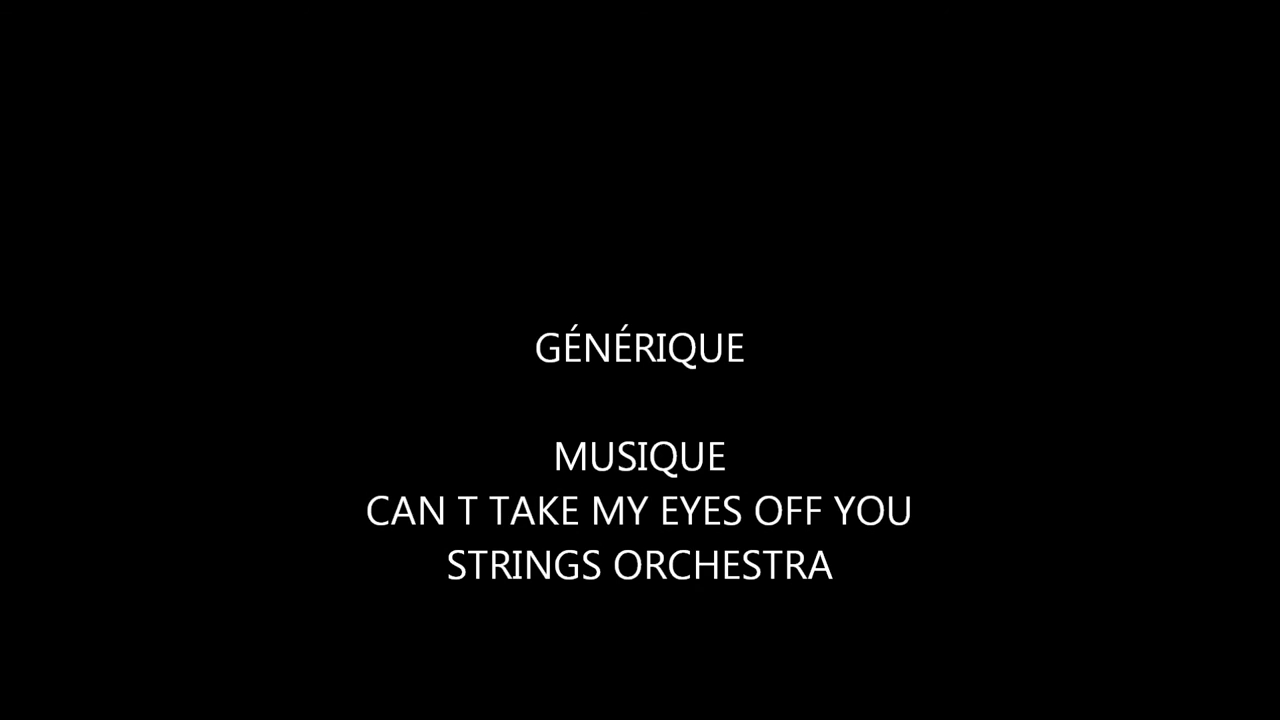 GÉNÉRIQUE
MUSIQUE
CAN T TAKE MY EYES OFF YOU
STRINGS ORCHESTRA